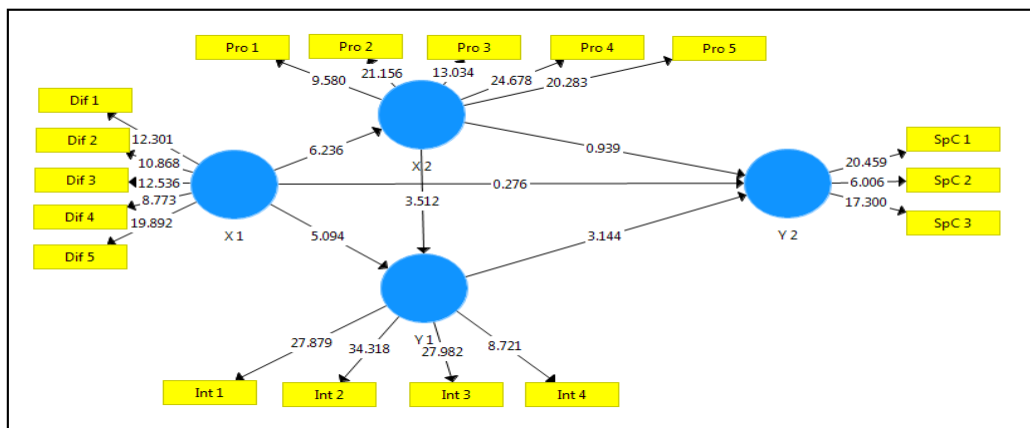 Pro 1
Pro 2
Pro 3
Pro 4
Pro 5
9.580
21.156
13.034
24.678
20.283
Dif 1
Dif 2
Dif 3
Dif 4
Dif 5
12.301
10.868
12.536
8.773
19.892
X 1
6.236
X 2
0.939
0.276
3.512
5.094
3.144
Y 2
20.459
6.006
17.300
SpC 1
SpC 2
SpC 3
Y 1
27.879
34.318
27.982
8.721
Int 1
Int 2
Int 3
Int 4